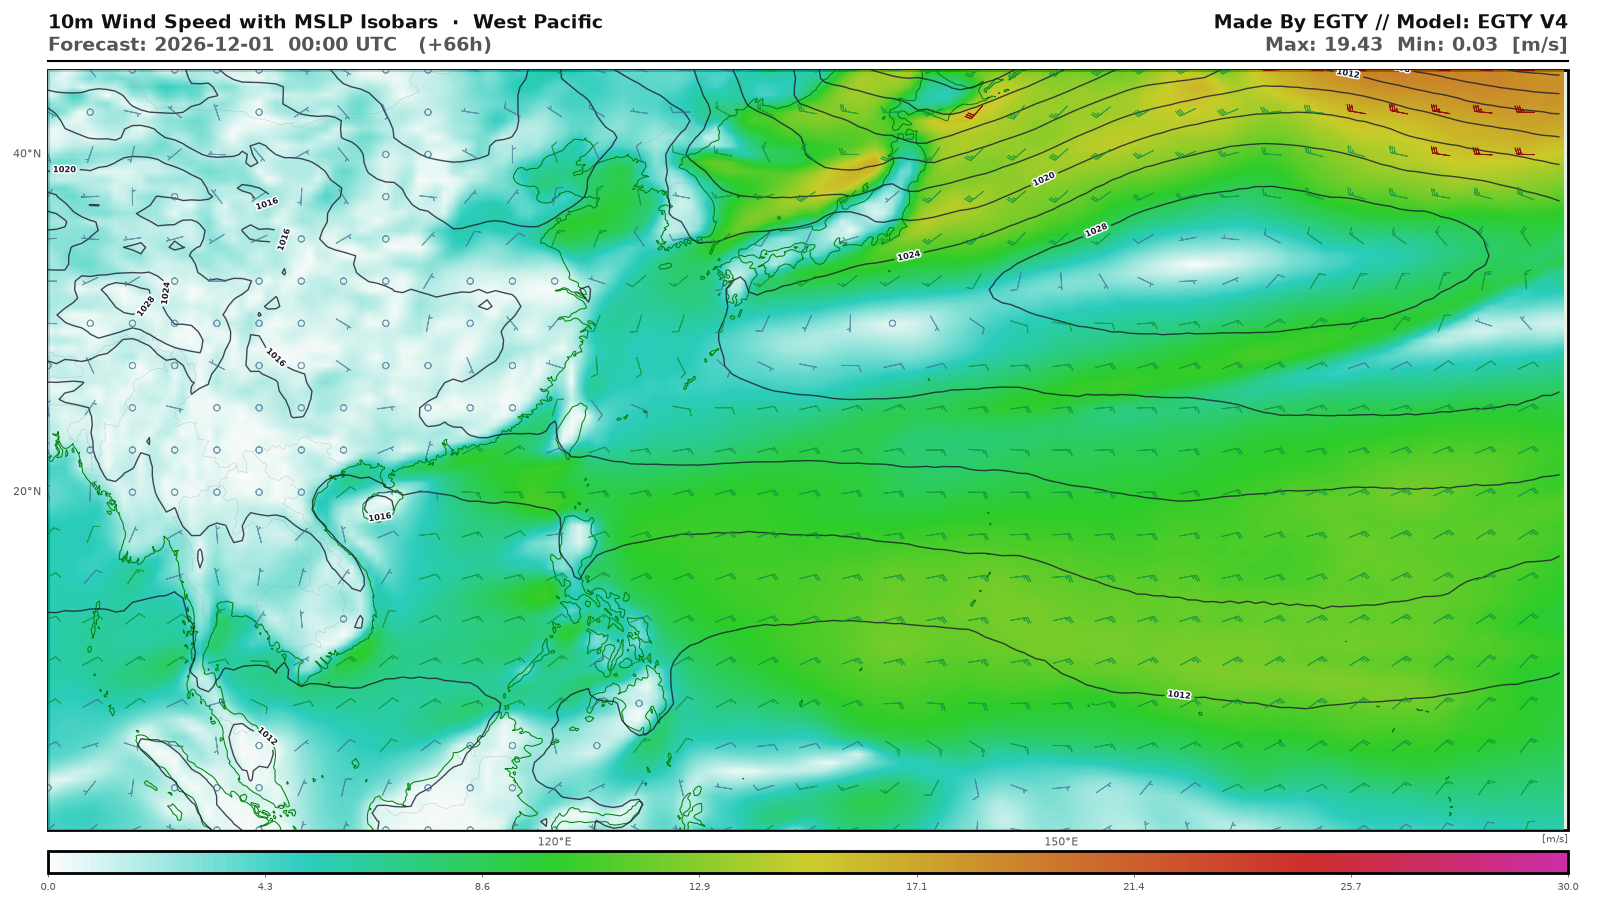 10m Wind Speed with MSLP Isobars · West Pacific
Made By EGTY // Model: EGTY V4
Forecast: 2026-12-01 00:00 UTC (+66h)
Max: 19.43 Min: 0.03 [m/s]
1012
40°N
1020
1020
1016
1028
1016
1024
1024
1028
1016
20°N
1016
1012
1012
120°E
150°E
[m/s]
0.0
4.3
8.6
12.9
17.1
21.4
25.7
30.0